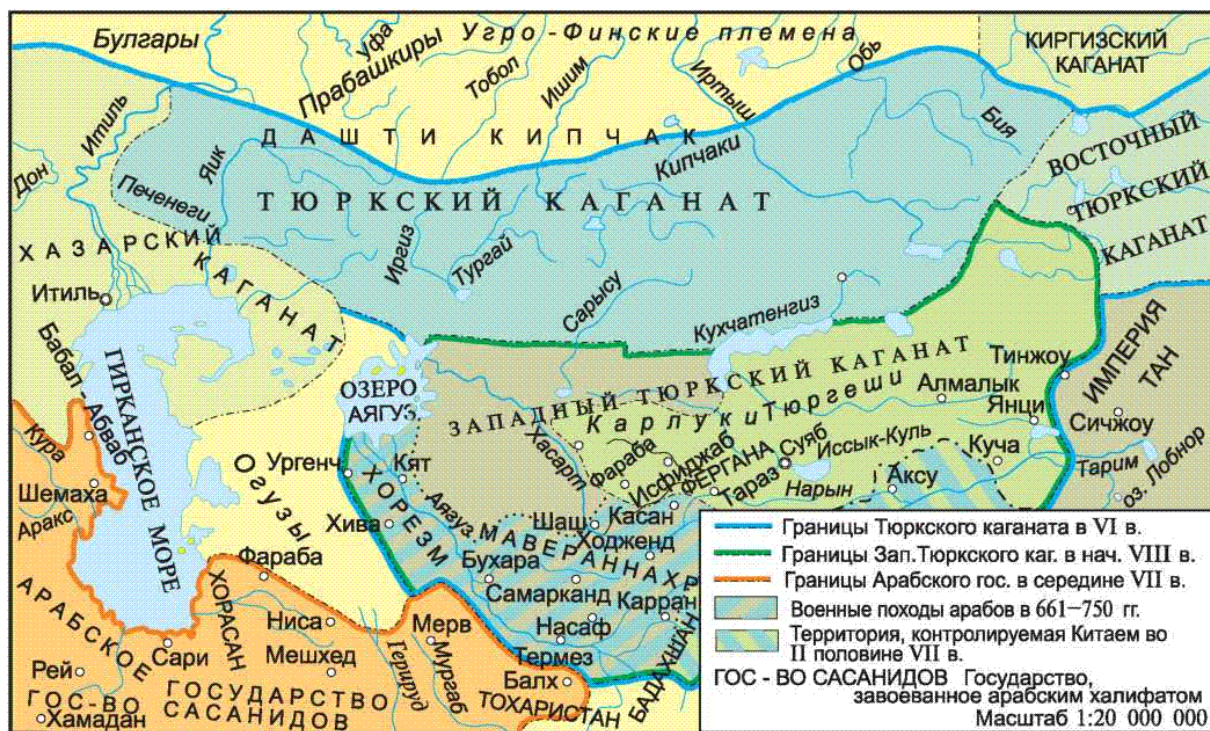 Булгары
Уфа
Угро - Финские племена
Прабашкиры
Тобол
Ишим
Иртыш
Обь
КИРГИЗСКИЙ
КАГАНАТ
Дон
Итиль
ДАШТИ КИПЧАК
Яик
Печенеги
Кипчаки
Бия
ВОСТОЧНЫЙ
ТЮРКСКИЙ
КАГАНАТ
ТЮРКСКИЙ КАГАНАТ
ХАЗАРСКИЙ
КАГАНАТ
Иргиз
Тургай
Сарысу
Кухчатенгиз
Итиль
Бабал - Абваб
ГИРКАНСКОЕ МОРЕ
ОЗЕРО
АЯГУЗ
ЗАПАДНЫЙ ТЮРКСКИЙ КАГАНАТ
Карлуки Тюргеши
Тинжоу
Алмалык
Янци
ИМПЕРИЯ
ТАН
Сичжоу
Кура
Шемаха
Аракс
Огузы
Ургенч
Кят
ХОРЕЗМ
Хива
Аягуз
Хасарт
Фараба
Исфиджаб
ФЕРГАНА
Тараз
Суяб
Иссык-Куль
Нарын
Аксу
Куча
Тарим
оз. Лобнор
Шаш
Касан
Ходженд
МАВЕРАННАХР
Бухара
Самарканд
Карран
Насаф
Термез
БАДАХШАН
АРАБСКОЕ
ГОСУДАРСТВО
ХОРАСАН
Фараба
Ниса
Мешхед
Мерв
Герируд
Мургаб
Балх
ТОХАРИСТАН
Сари
Рей
ГОС-ВО
САСАНИДОВ
Хамадан
Границы Тюркского каганата в VI в.
Границы Зап.Тюркского каг. в нач. VIII в.
Границы Арабского гос. в середине VII в.
Военные походы арабов в 661–750 гг.
Территория, контролируемая Китаем во
II половине VII в.
ГОС - ВО САСАНИДОВ Государство,
завоеванное арабским халифатом
Масштаб 1:20 000 000